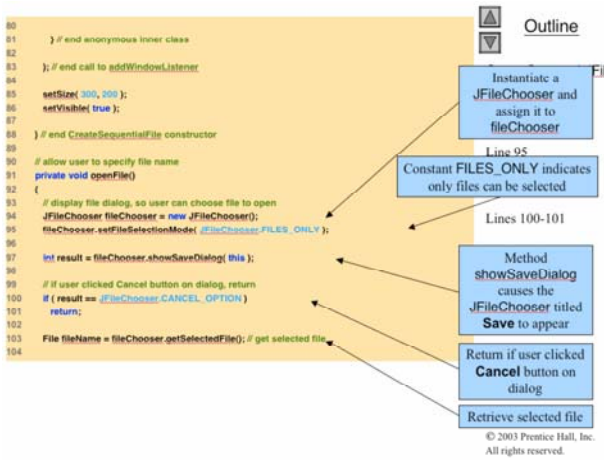 80
81 } // end anonymous inner class
82
83 ); // end call to addWindowListener
84
85 setSize( 300, 200 );
86 setVisible( true );
87
88 } // end CreateSequentialFile constructor
89
90 // allow user to specify file name
91 private void openFile()
92 {
93 // display file dialog, so user can choose file to open
94 JFileChooser fileChooser = new JFileChooser();
95 fileChooser.setFileSelectionMode( JFileChooser.FILES_ONLY );
96
97 int result = fileChooser.showSaveDialog( this );
98
99 // if user clicked Cancel button on dialog, return
100 if ( result == JFileChooser.CANCEL_OPTION )
101 return;
102
103 File fileName = fileChooser.getSelectedFile(); // get selected file
104
Outline
Instantiate a
JFileChooser and
assign it to
fileChooser
Line 95
Constant FILES_ONLY indicates
only files can be selected
Lines 100-101
Method
showSaveDialog
causes the
JFileChooser titled
Save to appear
Return if user clicked
Cancel button on
dialog
Retrieve selected file
© 2003 Prentice Hall, Inc.
All rights reserved.